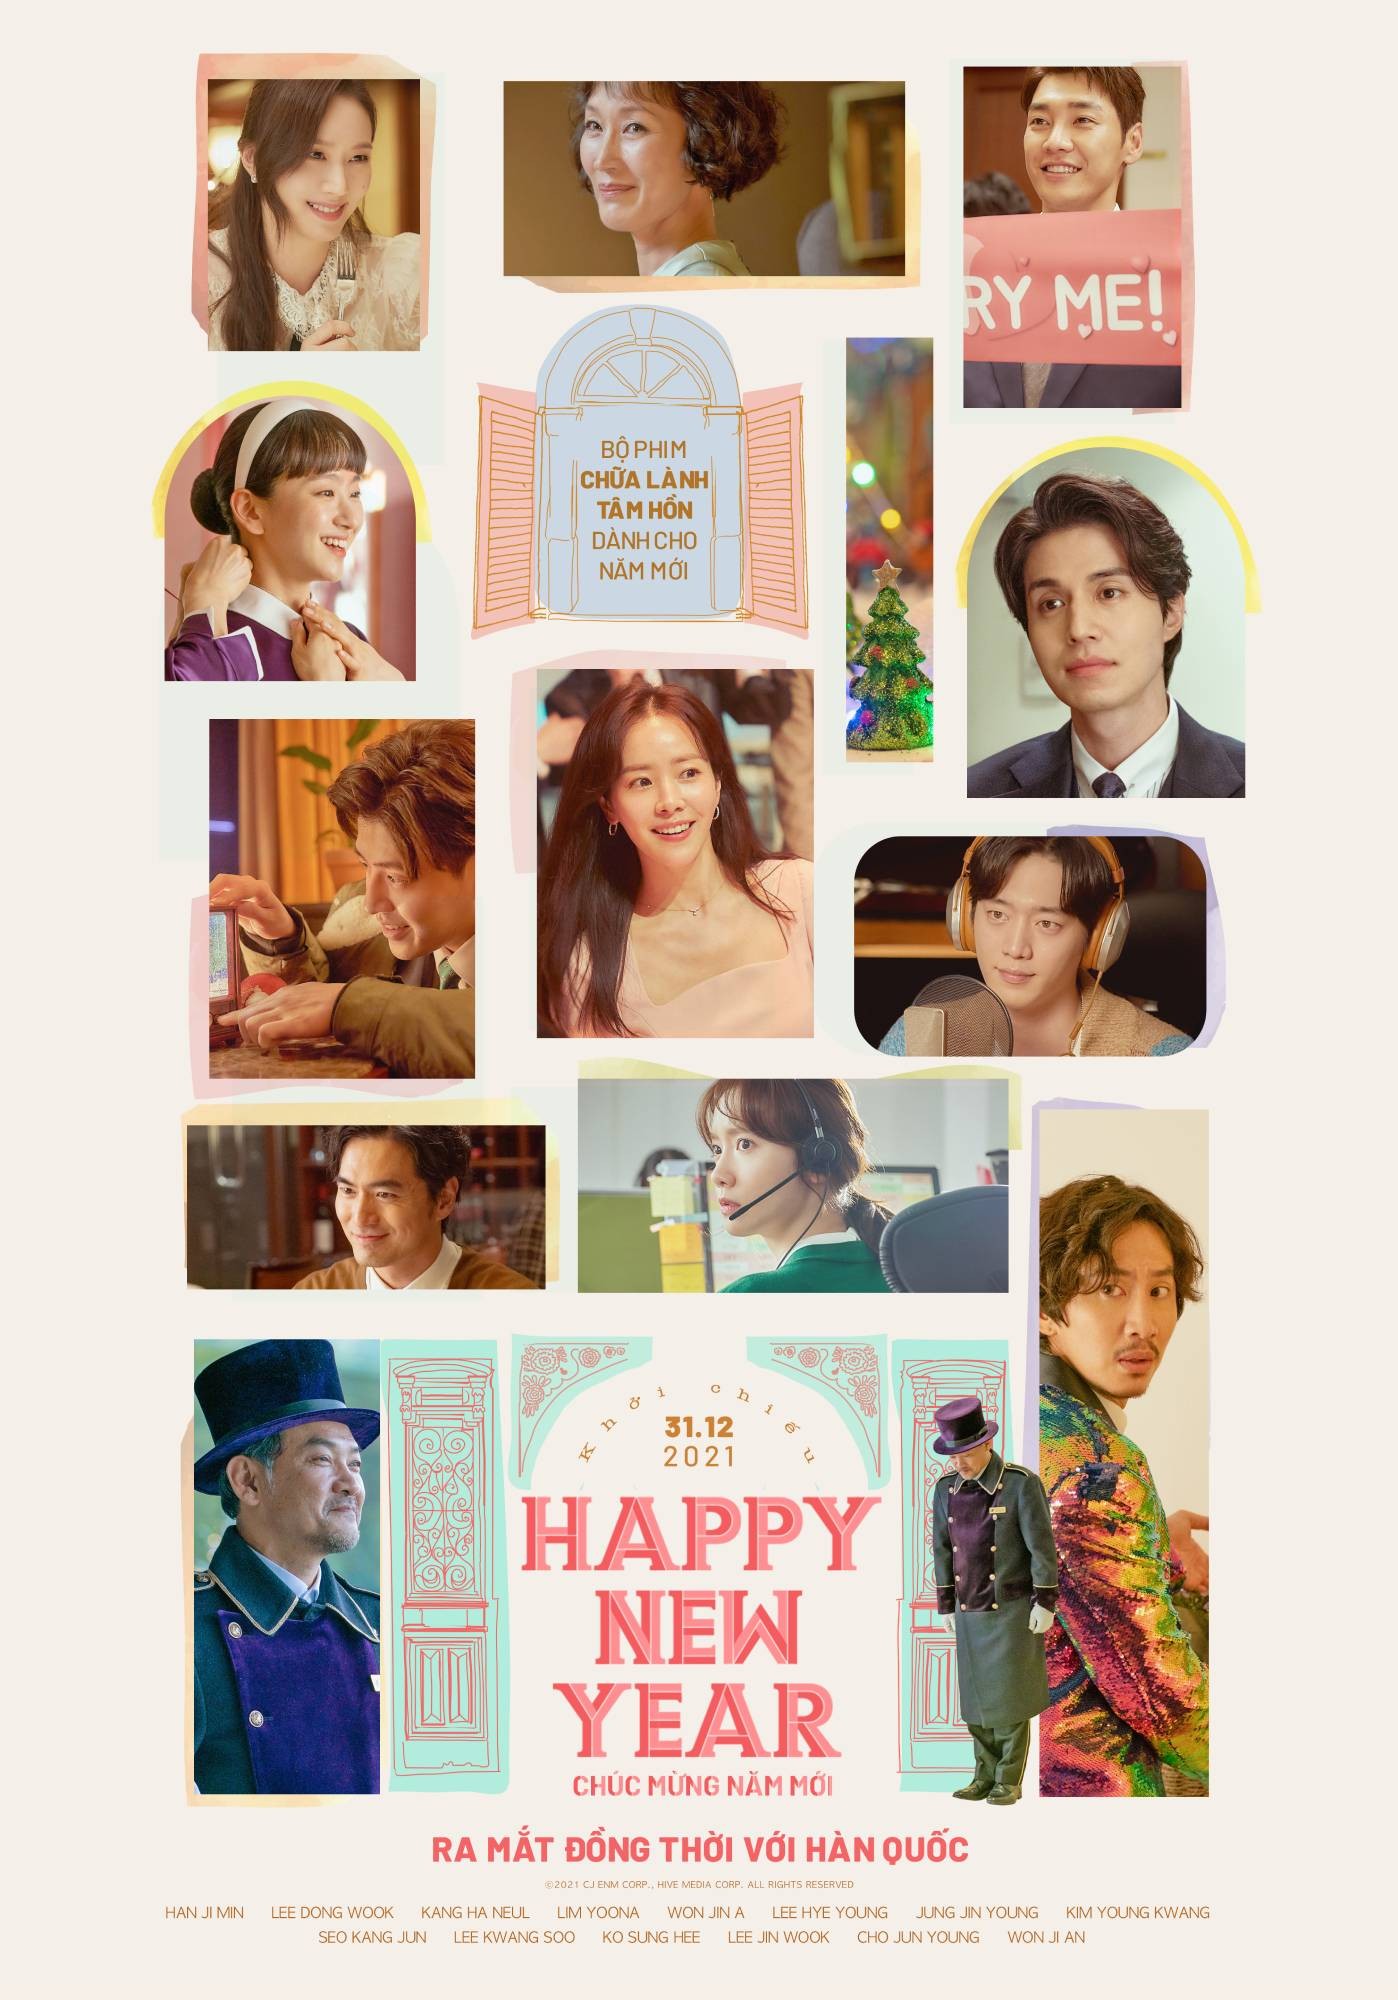 RY ME!
BỘ PHIM
CHỮA LÀNH
TÂM HỒN
DÀNH CHO
NĂM MỚI
Khởi chiếu
31.12
2021
HAPPY
NEW
YEAR
CHÚC MỪNG NĂM MỚI
RA MẮT ĐỒNG THỜI VỚI HÀN QUỐC
©2021 CJ ENM CORP., HIVE MEDIA CORP. ALL RIGHTS RESERVED
HAN JI MIN LEE DONG WOOK KANG HA NEUL LIM YOONA WON JIN A LEE HYE YOUNG JUNG JIN YOUNG KIM YOUNG KWANG
SEO KANG JUN LEE KWANG SOO KO SUNG HEE LEE JIN WOOK CHO JUN YOUNG WON JI AN